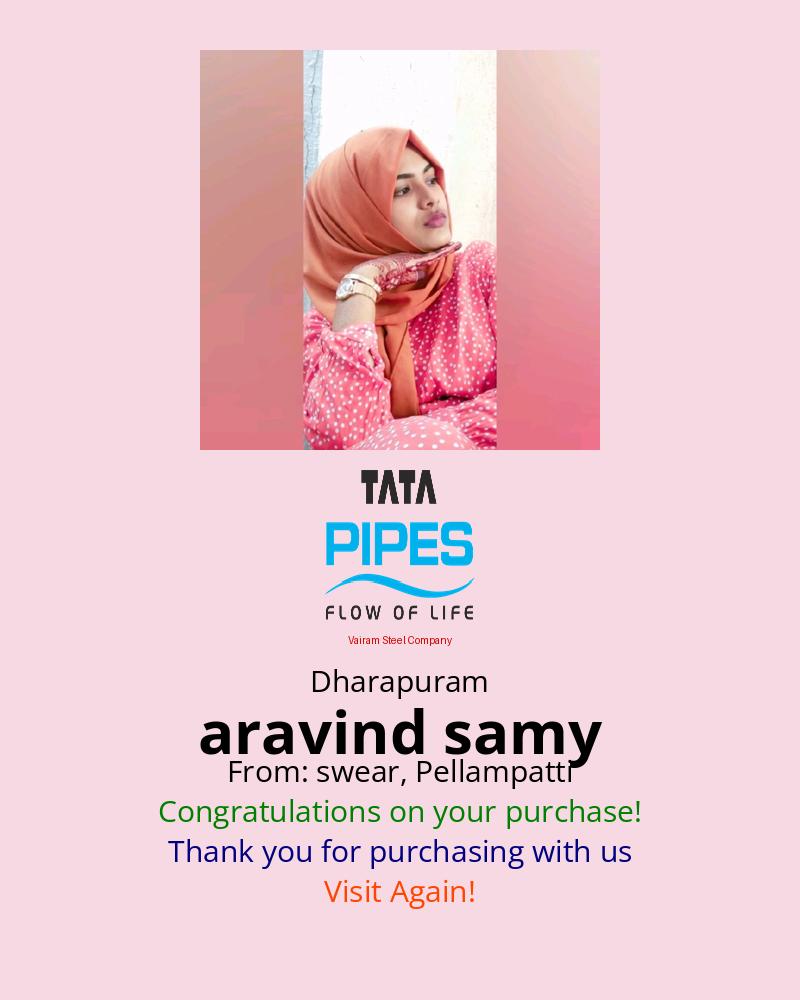 TATA
PIPES
FLOW OF LIFE
Vairam Steel Company
Dharapuram
aravind samy
From: swear, Pellampatti
Congratulations on your purchase!
Thank you for purchasing with us
Visit Again!